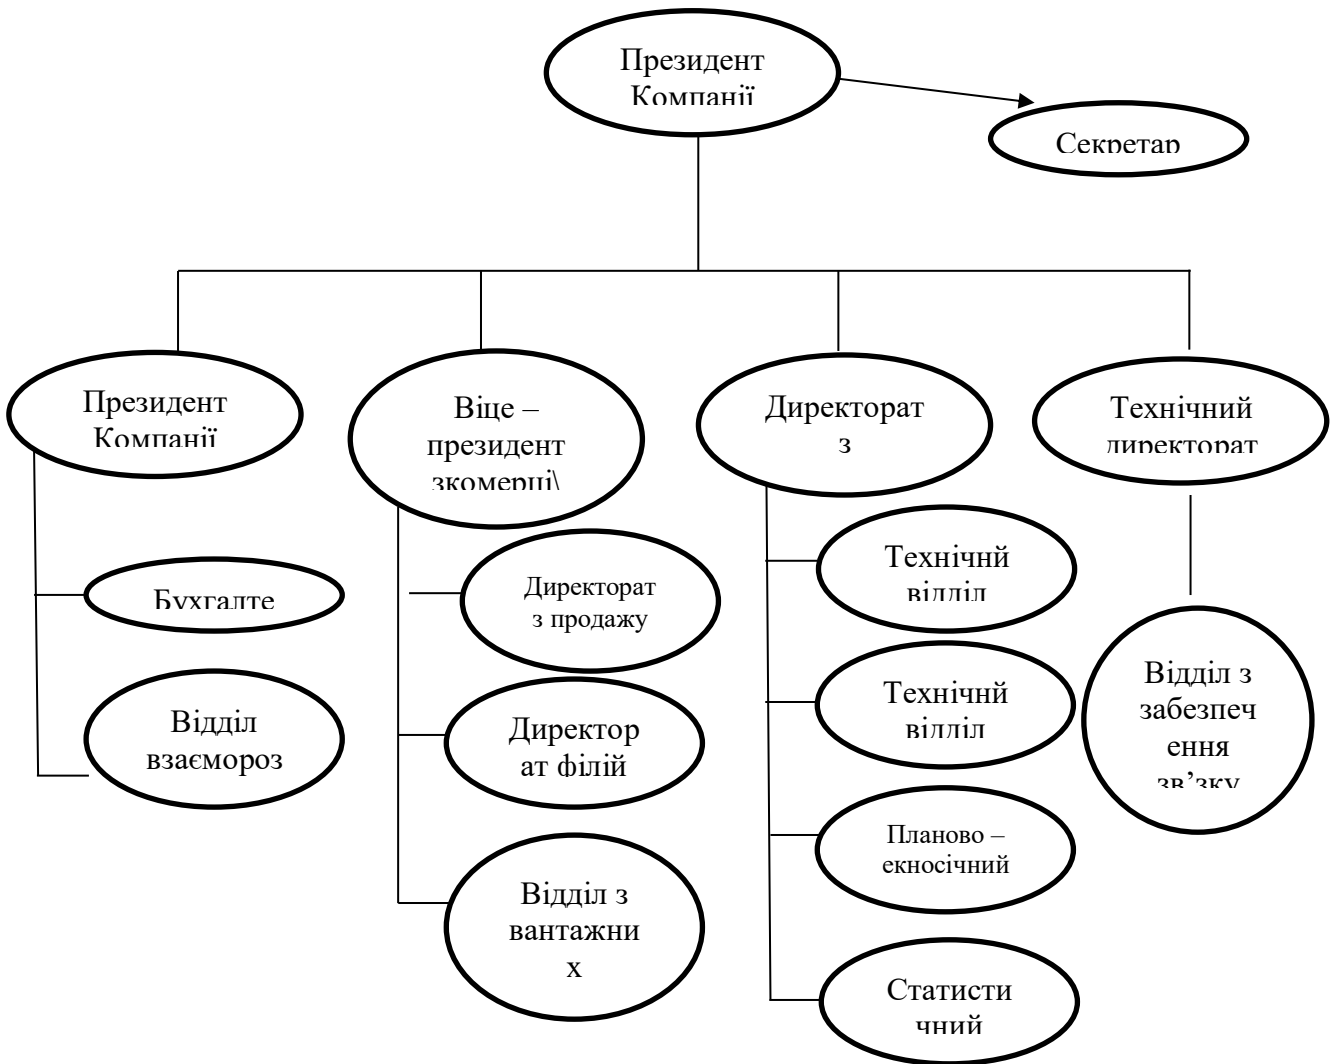 Президент
Компанії
Секретар
Президент
Компанії
Віце –
президент
зкомерці\
Директорат
з
Технічний
директорат
Бухгалте
Відділ
взаємороз
Директорат
з продажу
Директор
ат філій
Відділ з
вантажни
х
Технічнй
відділ
Технічнй
відділ
Планово –
екносічний
Статисти
чний
Відділ з
забезпеч
ення
зв’зку